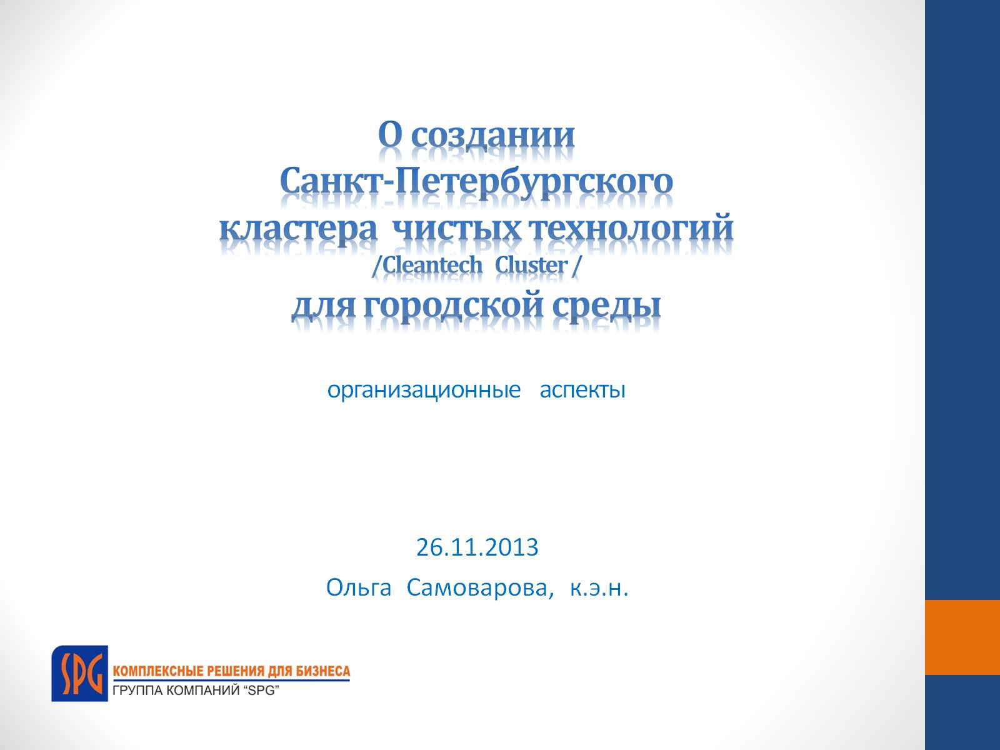 О создании
Санкт-Петербургского
кластера чистых технологий
/Cleantech Cluster /
для городской среды
организационные аспекты
26.11.2013
Ольга Самоварова, к.э.н.
SPG
КОМПЛЕКСНЫЕ РЕШЕНИЯ ДЛЯ БИЗНЕСА
ГРУППА КОМПАНИЙ “SPG”